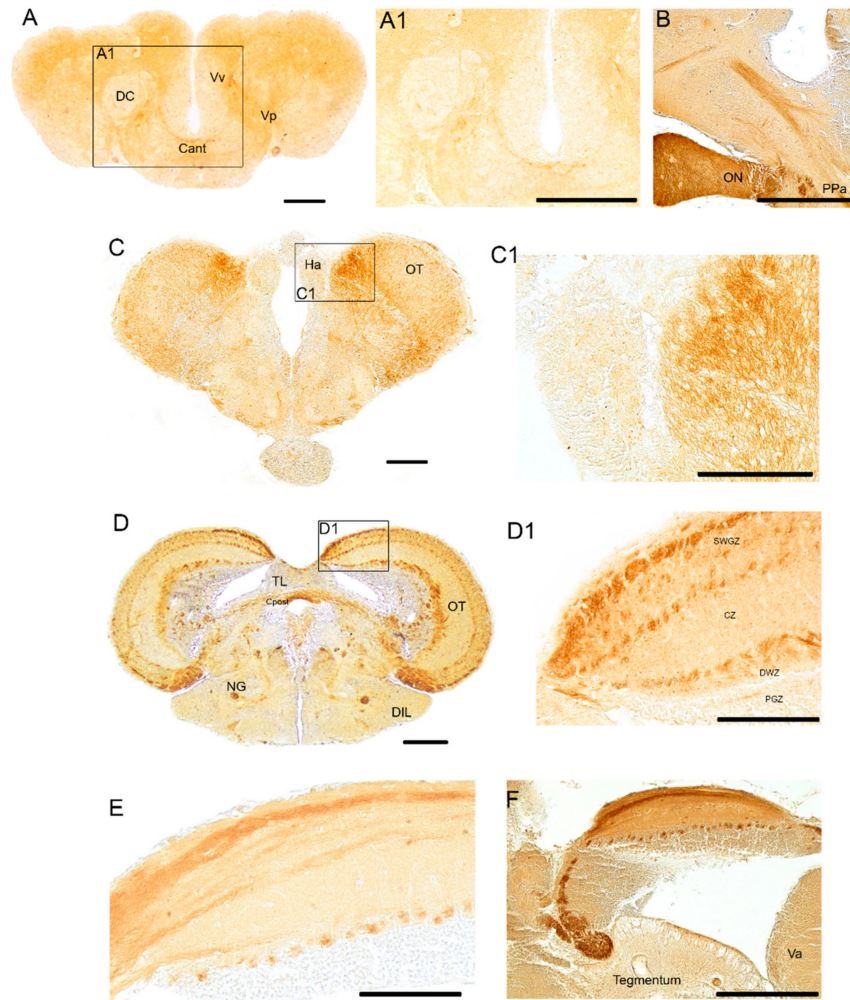 A
A1
DC
Vv
Vp
Cant
A1
B
ON
PPa
C
Ha
C1
OT
C1
D
D1
TL
Cpost
OT
NG
DIL
D1
SWGZ
CZ
DWZ
PGZ
E
F
Va
Tegmentum